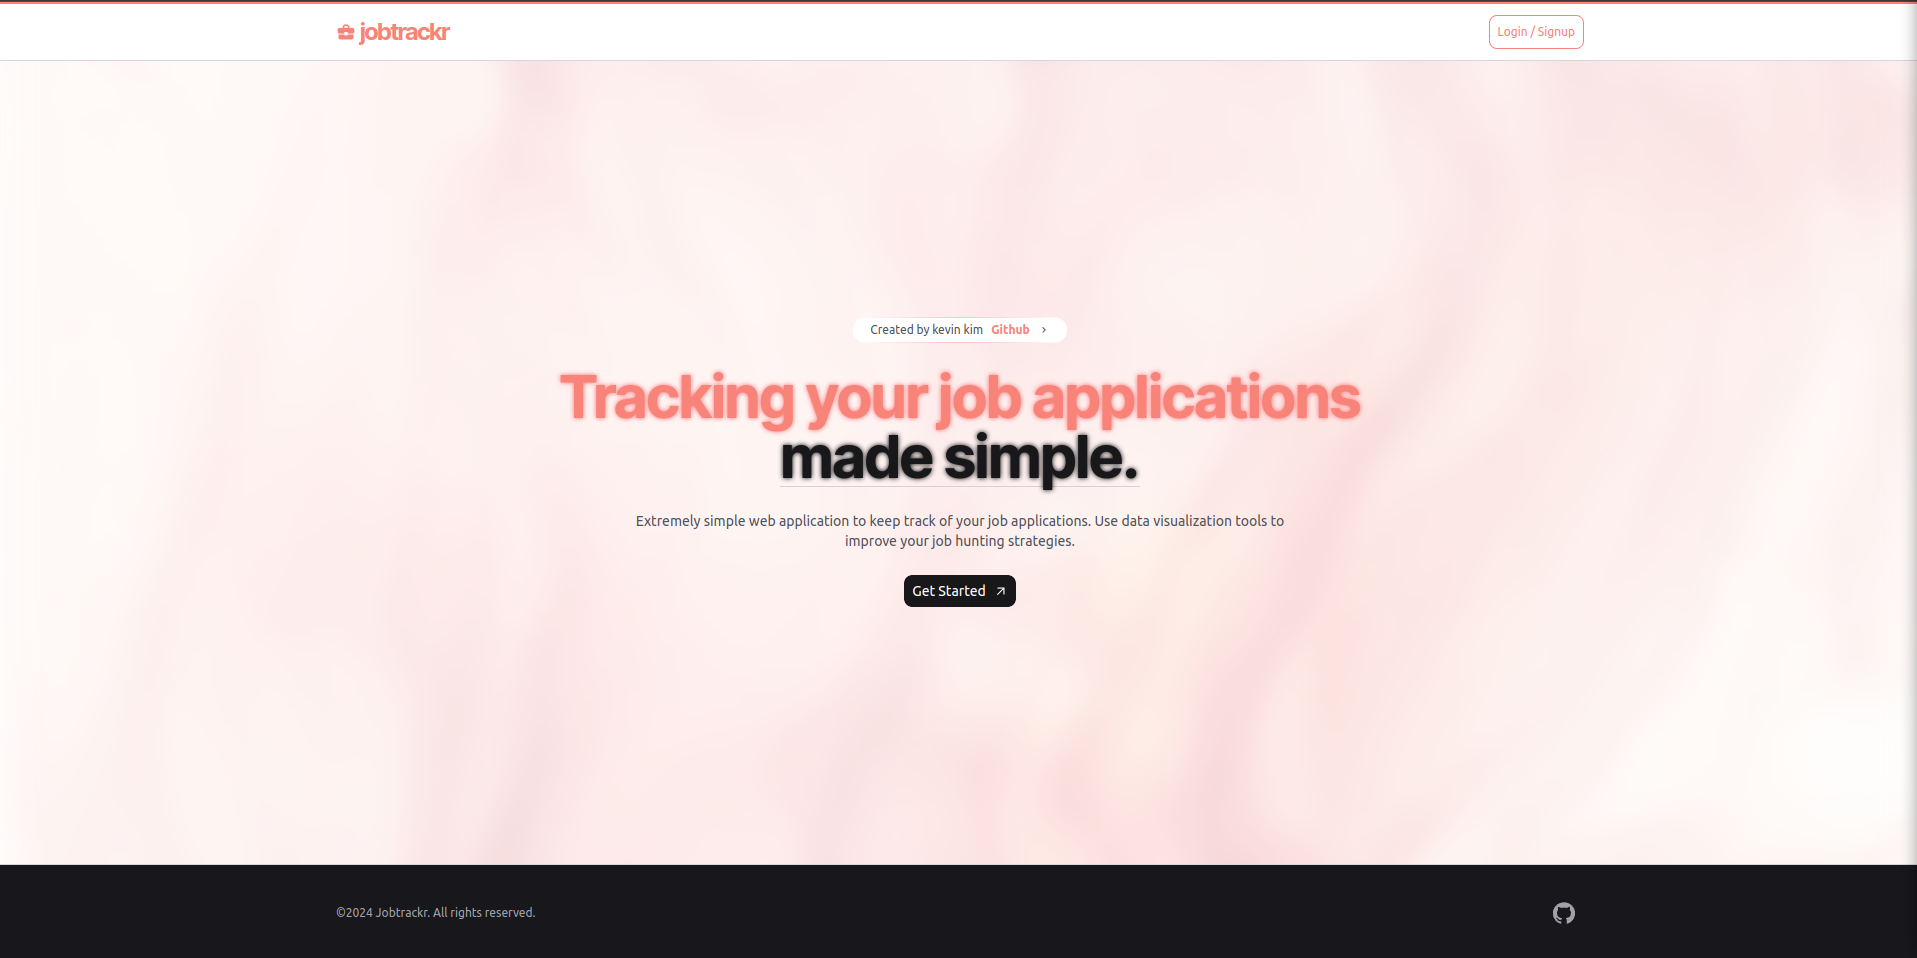 jobtrackr
Login / Signup
Created by kevin kim Github
Tracking your job applications
made simple.
Extremely simple web application to keep track of your job applications. Use data visualization tools to
improve your job hunting strategies.
Get Started
©2024 Jobtrackr. All rights reserved.